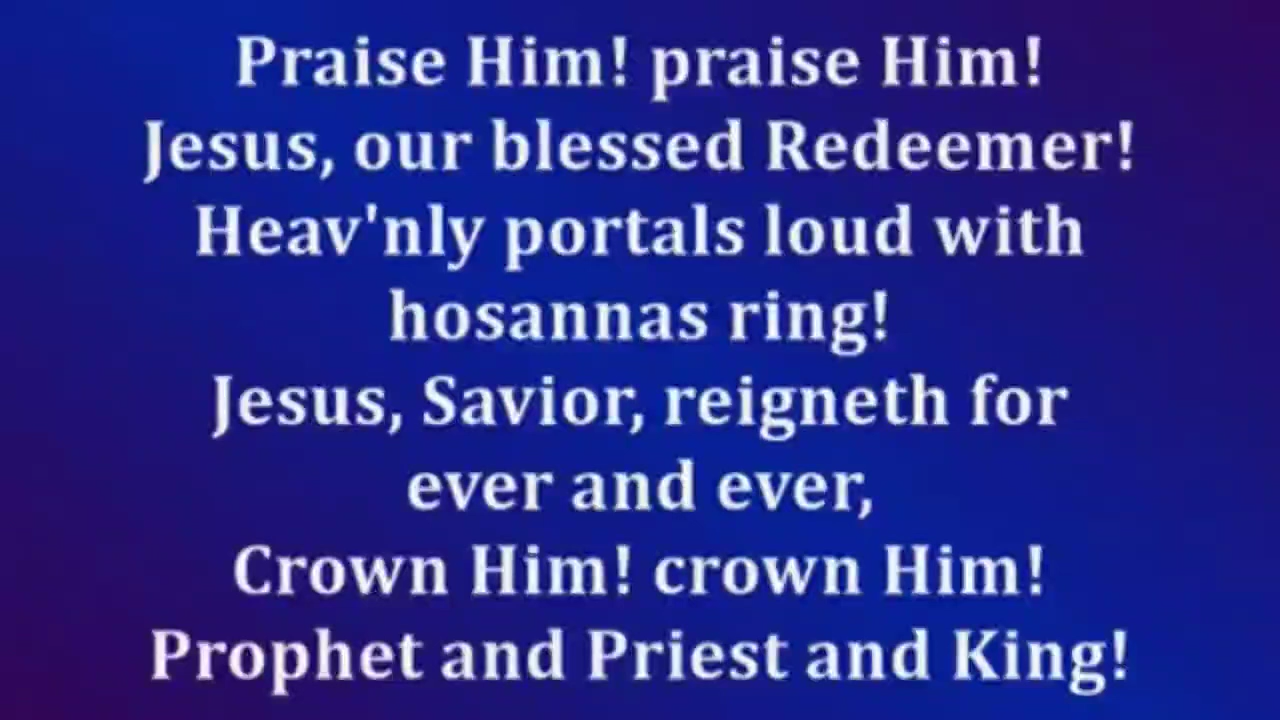 Praise Him! praise Him!
Jesus, our blessed Redeemer!
Heav'nly portals loud with
hosannas ring!
Jesus, Savior, reigneth for
ever and ever,
Crown Him! crown Him!
Prophet and Priest and King!